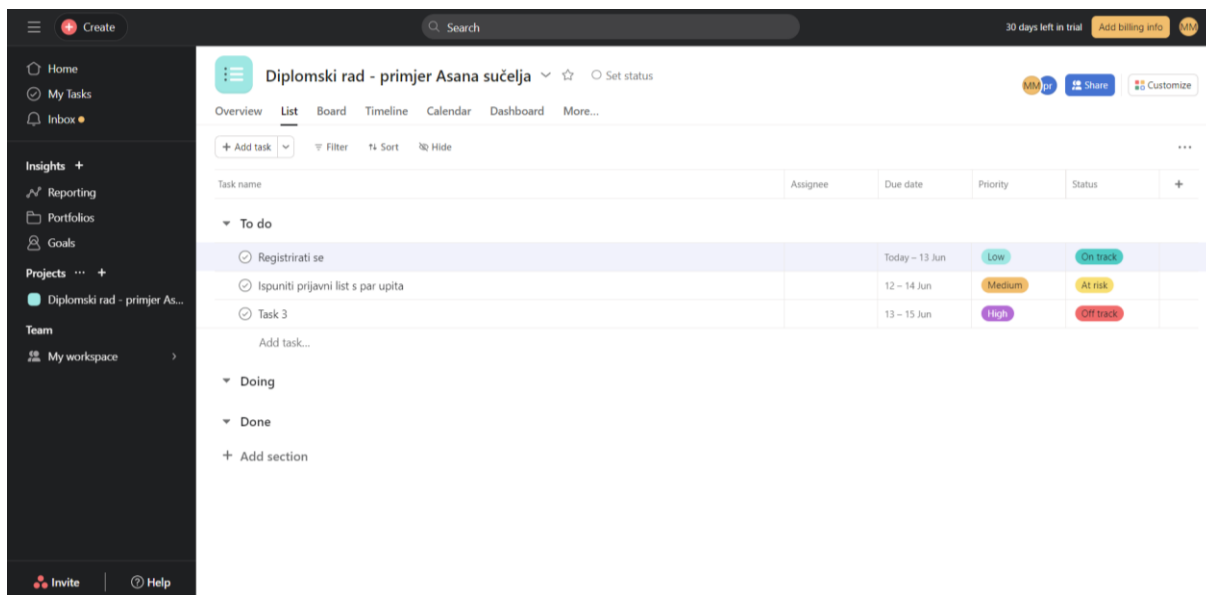 Create
Search
30 days left in trial
Add billing info
MM
Home
My Tasks
Inbox
Insights +
Reporting
Portfolios
Goals
Projects ... +
Diplomski rad - primjer As...
Team
My workspace
Invite
Help
Diplomski rad - primjer Asana sučelja
Set status
MM
pr
Share
Customize
Overview List Board Timeline Calendar Dashboard More...
+ Add task Filter Sort Hide
Task name Assignee Due date Priority Status +
To do
Registrirati se Today – 13 Jun Low On track
Ispuniti prijavni list s par upita 12 – 14 Jun Medium At risk
Task 3 13 – 15 Jun High Off track
Add task...
Doing
Done
+ Add section